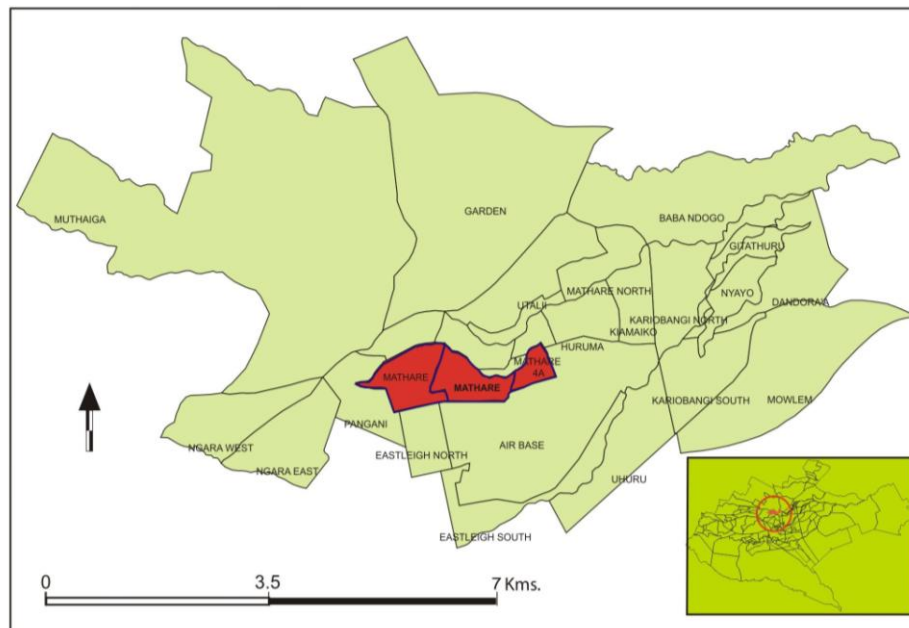 GARDEN
MUTHAIGA
BABA NDOGO
GITATHURU
MATHARE NORTH
NYAYO
DANDORA'A
UTALII
KARIOBANGI NORTH
KIAMAIKO
HURUMA
MATHARE
4A
MATHARE
MATHARE
KARIOBANGI SOUTH
MOWLEM
PANGANI
NGARA WEST
AIR BASE
EASTLEIGH NORTH
NGARA EAST
UHURU
EASTLEIGH SOUTH
0 3.5 7 Kms.